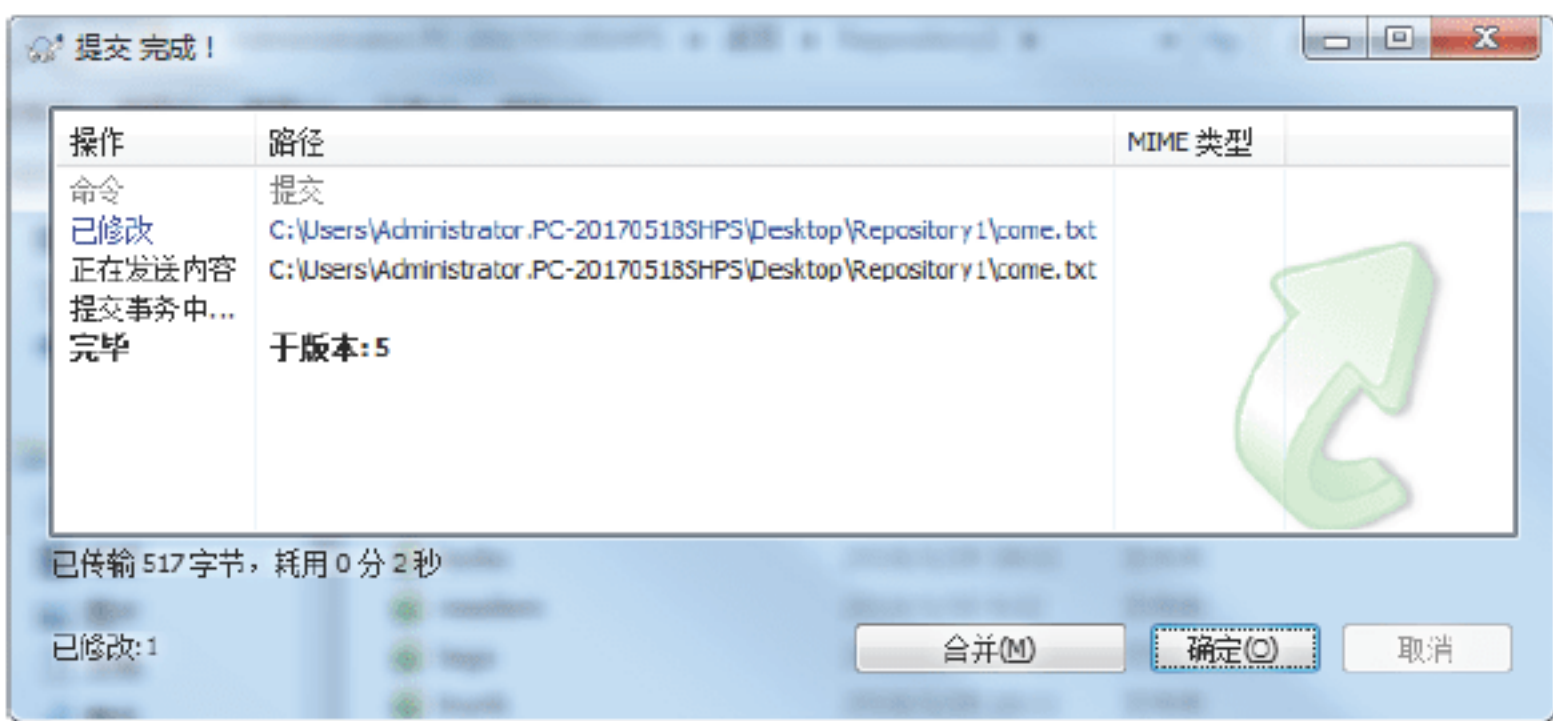 提交 完成！
操作 路径 MIME 类型
命令 提交
已修改 C:\Users\Administrator.PC-20170518SHPS\Desktop\Repository1\come.txt
正在发送内容 C:\Users\Administrator.PC-20170518SHPS\Desktop\Repository1\come.txt
提交事务中...
完毕 于版本: 5
已传输 517 字节，耗用 0 分 2 秒
已修改: 1
合并(M) 确定(O) 取消